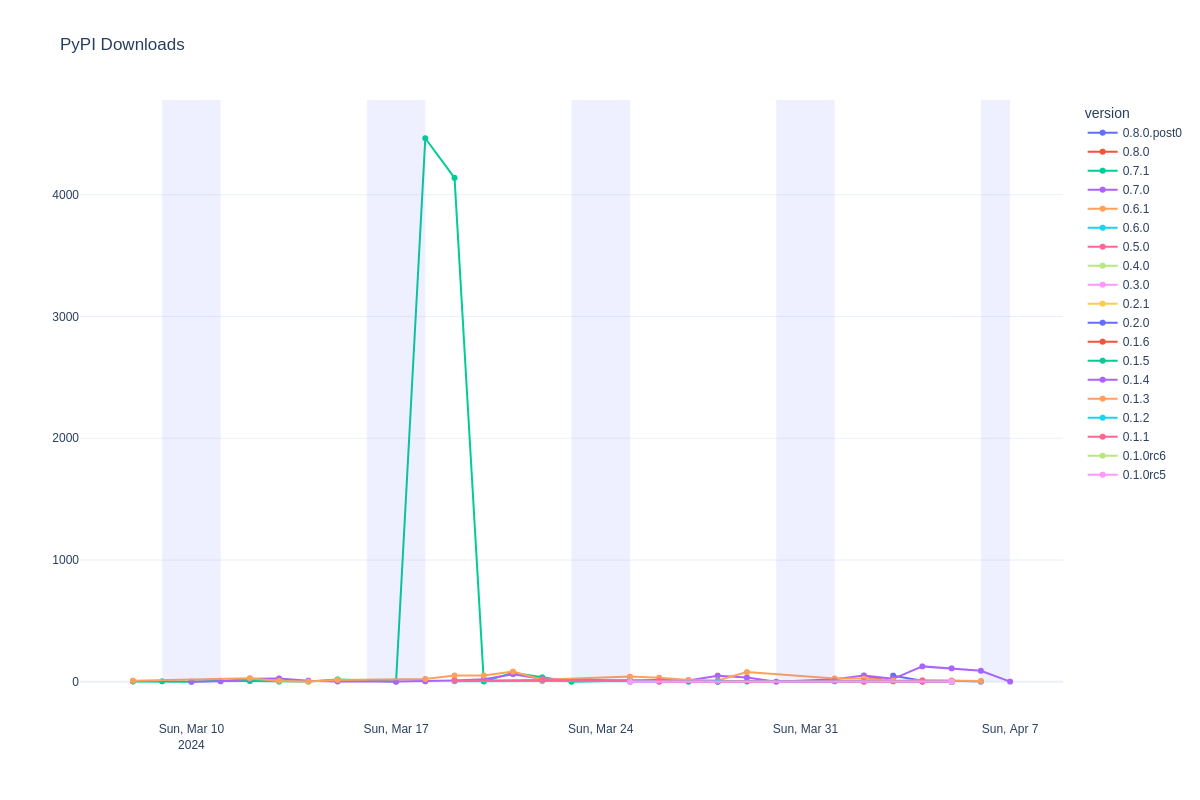 PyPI Downloads
4000
3000
2000
1000
0
Sun, Mar 10
2024
Sun, Mar 17
Sun, Mar 24
Sun, Mar 31
Sun, Apr 7
version
0.8.0.post0
0.8.0
0.7.1
0.7.0
0.6.1
0.6.0
0.5.0
0.4.0
0.3.0
0.2.1
0.2.0
0.1.6
0.1.5
0.1.4
0.1.3
0.1.2
0.1.1
0.1.0rc6
0.1.0rc5